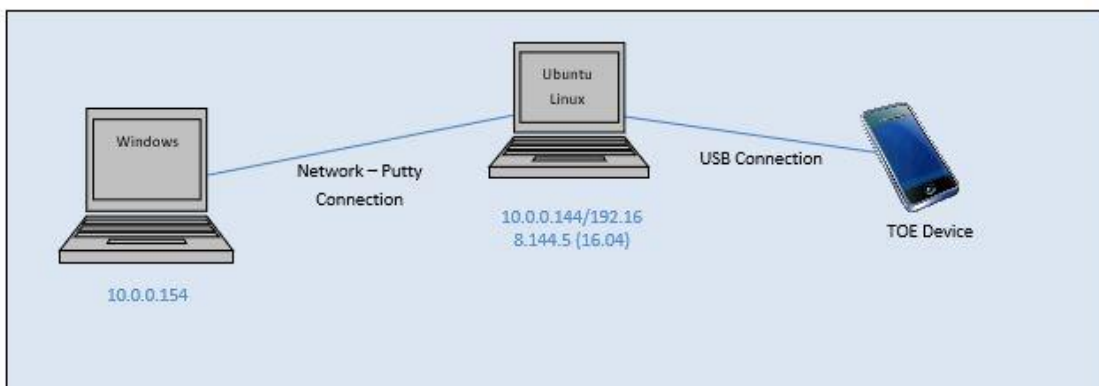 Windows
10.0.0.154
Network – Putty
Connection
Ubuntu
Linux
10.0.0.144/192.16
8.144.5 (16.04)
USB Connection
TOE Device